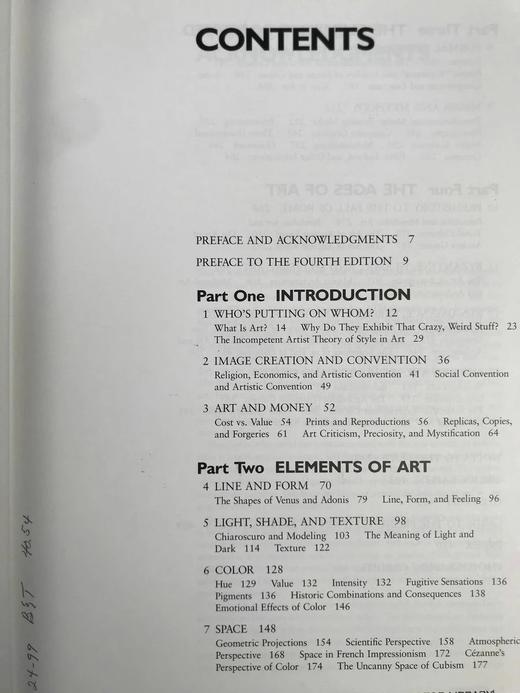 CONTENTS
PREFACE AND ACKNOWLEDGMENTS 7
PREFACE TO THE FOURTH EDITION 9
Part One INTRODUCTION
1 WHO'S PUTTING ON WHOM? 12
What Is Art? 14 Why Do They Exhibit That Crazy, Weird Stuff? 23
The Incompetent Artist Theory of Style in Art 29
2 IMAGE CREATION AND CONVENTION 36
Religion, Economics, and Artistic Convention 41 Social Convention
and Artistic Convention 49
3 ART AND MONEY 52
Cost vs. Value 54 Prints and Reproductions 56 Replicas, Copies,
and Forgeries 61 Art Criticism, Preciosity, and Mystification 64
Part Two ELEMENTS OF ART
4 LINE AND FORM 70
The Shapes of Venus and Adonis 79 Line, Form, and Feeling 96
5 LIGHT, SHADE, AND TEXTURE 98
Chiaroscuro and Modeling 103 The Meaning of Light and
Dark 114 Texture 122
6 COLOR 128
Hue 129 Value 132 Intensity 132 Fugitive Sensations 136
Pigments 136 Historic Combinations and Consequences 138
Emotional Effects of Color 146
7 SPACE 148
Geometric Projections 154 Scientific Perspective 158 Atmospheric
Perspective 168 Space in French Impressionism 172 Cézanne's
Perspective of Color 174 The Uncanny Space of Cubism 177
24-99 B&T 40.54